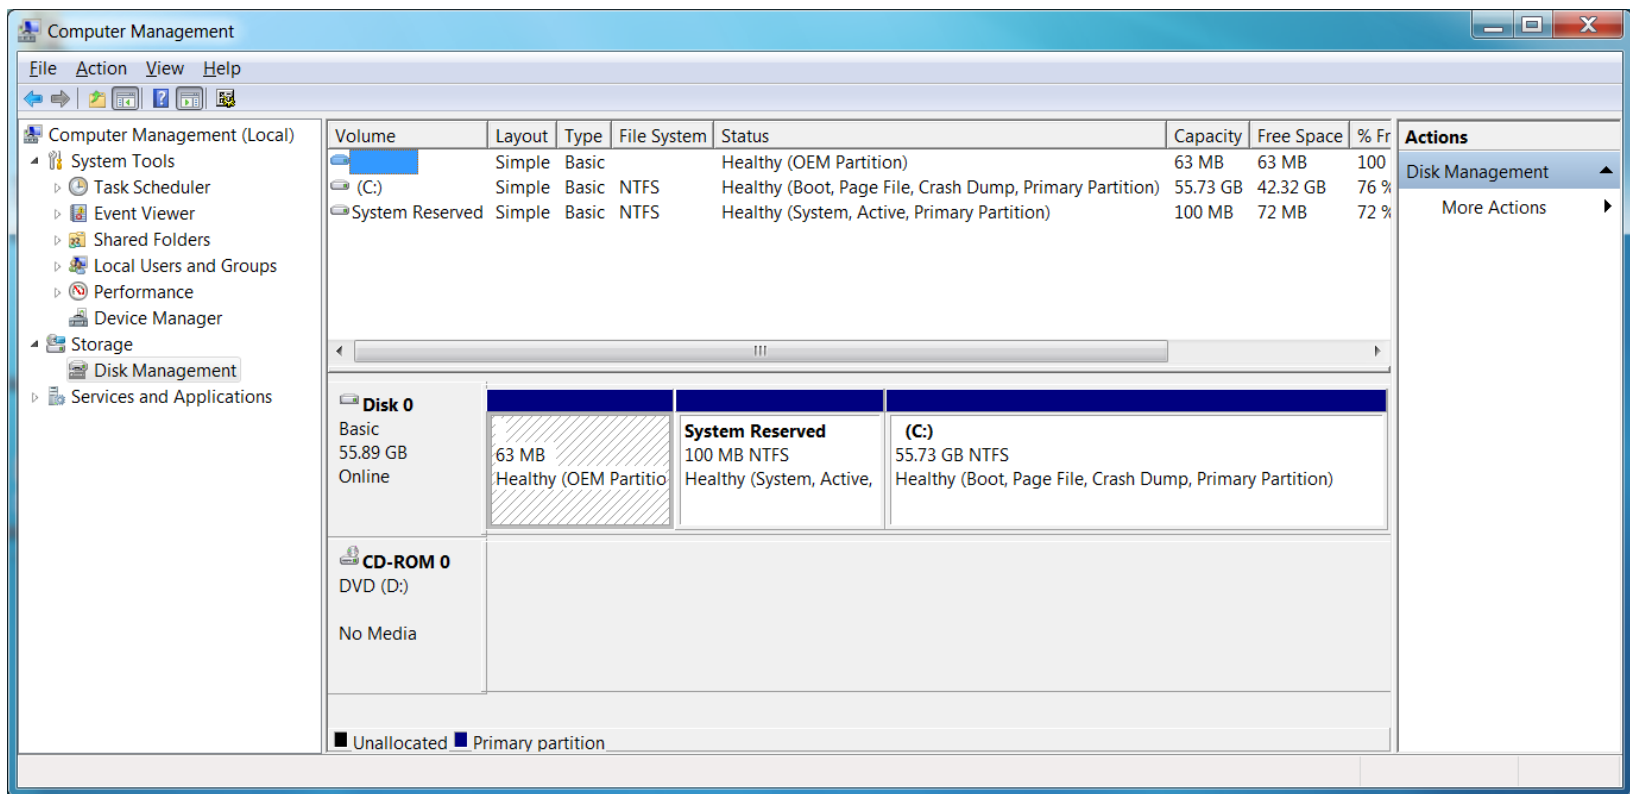 Computer Management
File Action View Help
Computer Management (Local)
System Tools
Task Scheduler
Event Viewer
Shared Folders
Local Users and Groups
Performance
Device Manager
Storage
Disk Management
Services and Applications
Volume Layout Type File System Status Capacity Free Space % Fr
Simple Basic Healthy (OEM Partition) 63 MB 63 MB 100
(C:) Simple Basic NTFS Healthy (Boot, Page File, Crash Dump, Primary Partition) 55.73 GB 42.32 GB 76 %
System Reserved Simple Basic NTFS Healthy (System, Active, Primary Partition) 100 MB 72 MB 72 %
Disk 0
Basic
55.89 GB
Online
63 MB
Healthy (OEM Partitio
System Reserved
100 MB NTFS
Healthy (System, Active,
(C:)
55.73 GB NTFS
Healthy (Boot, Page File, Crash Dump, Primary Partition)
CD-ROM 0
DVD (D:)
No Media
Unallocated Primary partition
Actions
Disk Management
More Actions